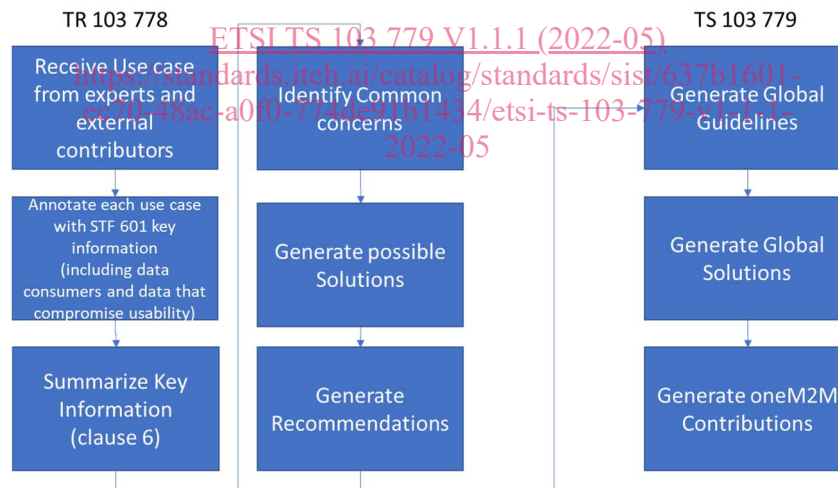 TR 103 778
TS 103 779
ETSI TS 103 779 V1.1.1 (2022-05)
https://standards.iteh.ai/catalog/standards/sist/637b1601-
ec70-48ac-a0f0-774de91b1434/etsi-ts-103-779-v1-1-1-
2022-05
Receive Use case
from experts and
external
contributors
Annotate each use case
with STF 601 key
information
(including data
consumers and data that
compromise usability)
Summarize Key
Information
(clause 6)
Identify Common
concerns
Generate possible
Solutions
Generate
Recommendations
Generate Global
Guidelines
Generate Global
Solutions
Generate oneM2M
Contributions